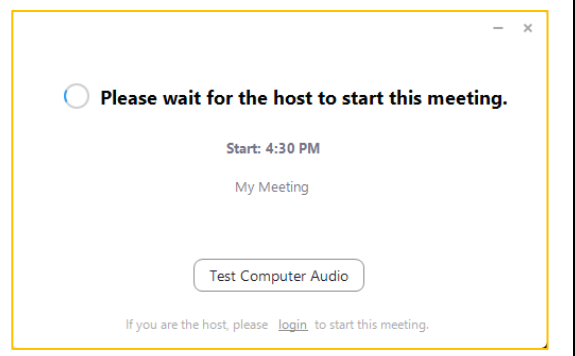 Please wait for the host to start this meeting.
Start: 4:30 PM
My Meeting
Test Computer Audio
If you are the host, please login to start this meeting.